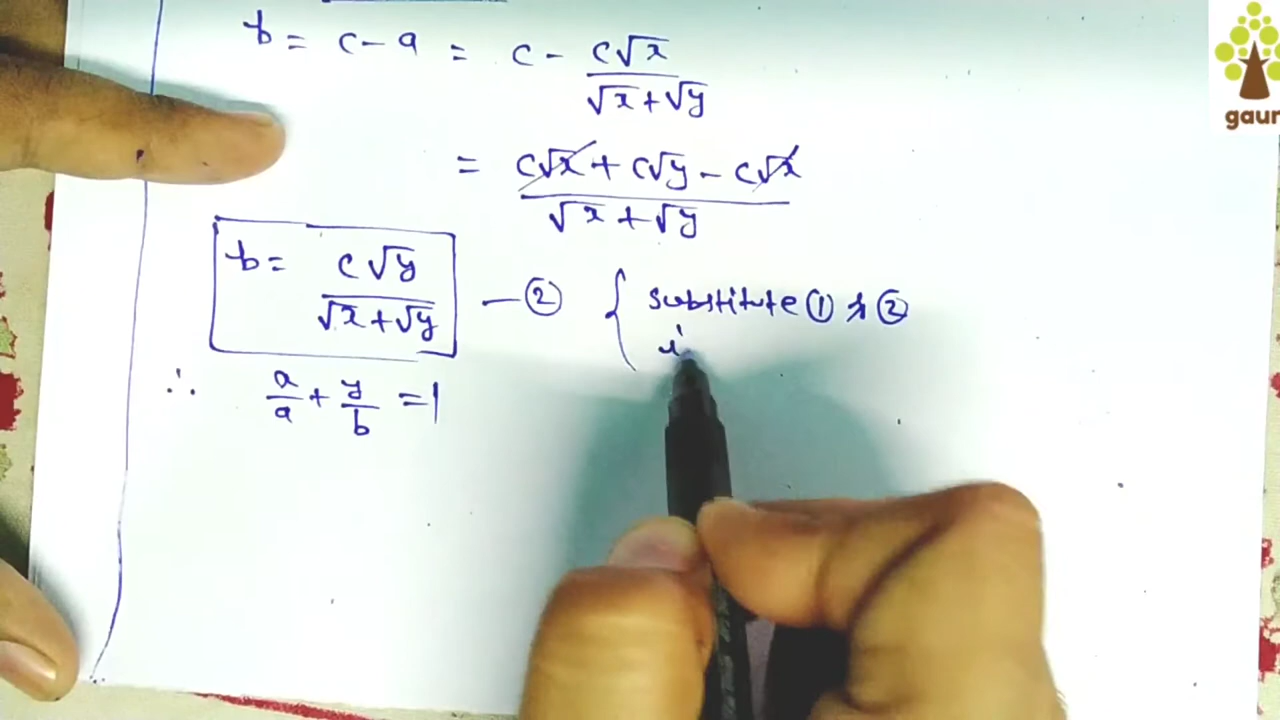 b = c - a = c - c√x / √x + √y
= c√x + c√y - c√x / √x + √y
b = c√y / √x + √y — ② { substitute ① & ②
i
∴ x/a + y/b = 1
gaur